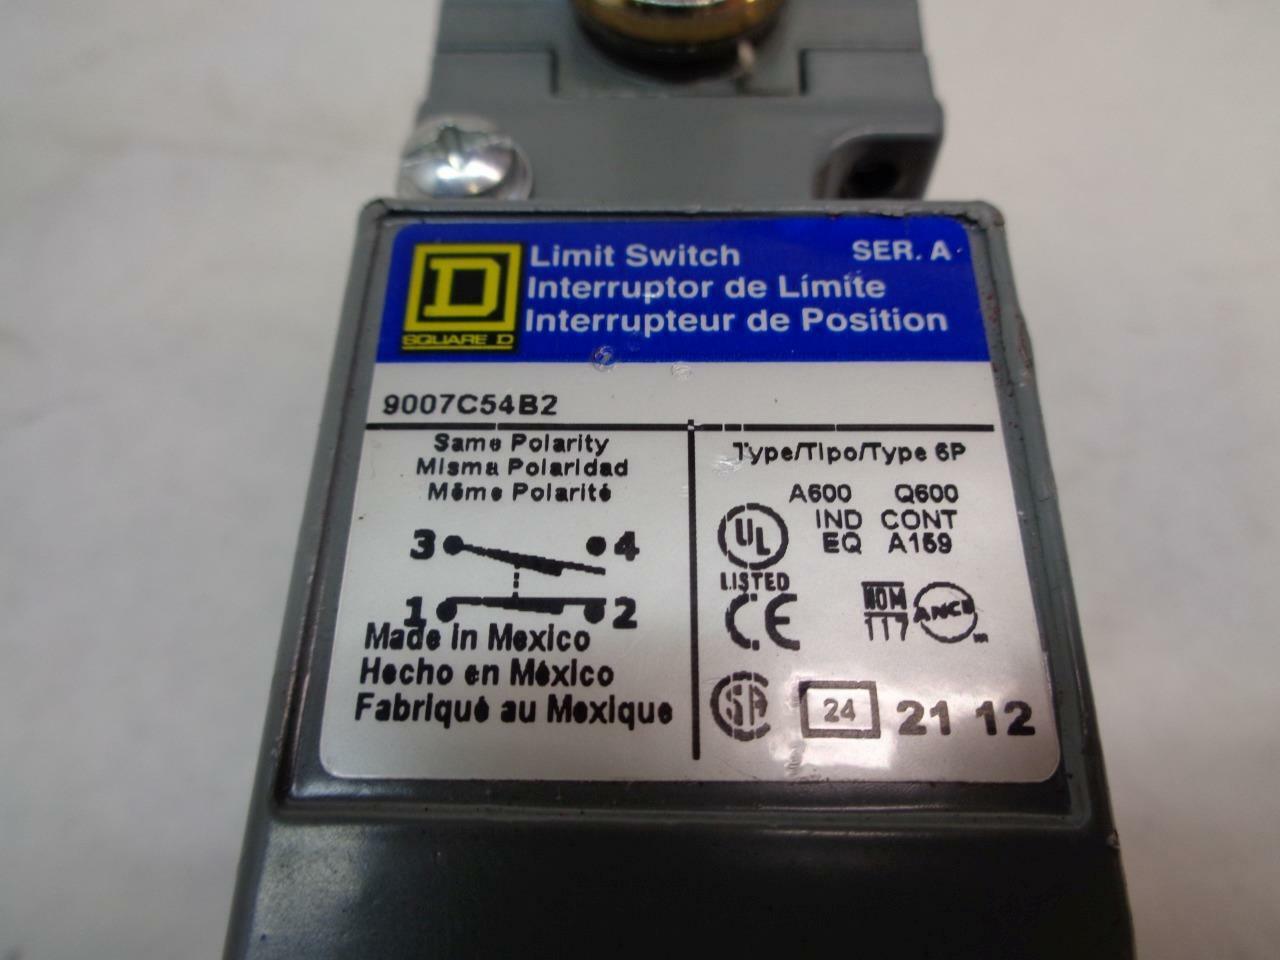 Limit Switch SER. A
Interruptor de Límite
Interrupteur de Position
D
SQUARE D
9007C54B2
Same Polarity
Misma Polaridad
Même Polarité
3 4
1 2
Made in Mexico
Hecho en México
Fabriqué au Mexique
Type/Tipo/Type 6P
A600 Q600
IND CONT
EQ A159
UL
LISTED
CE
NOM
117
ANCE
SA
24
21 12